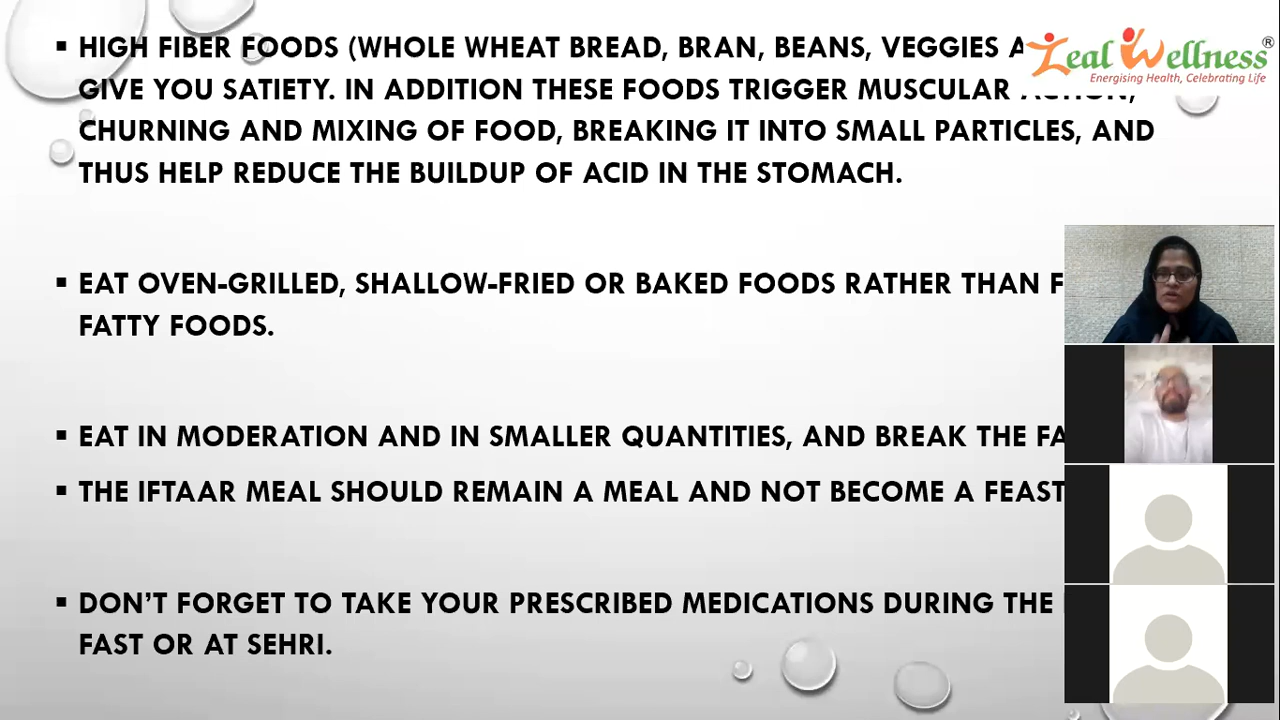 ▪ HIGH FIBER FOODS (WHOLE WHEAT BREAD, BRAN, BEANS, VEGGIES
Zeal Wellness®
Energising Health, Celebrating Life
GIVE YOU SATIETY. IN ADDITION THESE FOODS TRIGGER MUSCULAR
CHURNING AND MIXING OF FOOD, BREAKING IT INTO SMALL PARTICLES, AND
THUS HELP REDUCE THE BUILDUP OF ACID IN THE STOMACH.
▪ EAT OVEN-GRILLED, SHALLOW-FRIED OR BAKED FOODS RATHER THAN
FATTY FOODS.
▪ EAT IN MODERATION AND IN SMALLER QUANTITIES, AND BREAK THE
▪ THE IFTAAR MEAL SHOULD REMAIN A MEAL AND NOT BECOME A FEAST
▪ DON’T FORGET TO TAKE YOUR PRESCRIBED MEDICATIONS DURING THE
FAST OR AT SEHRI.